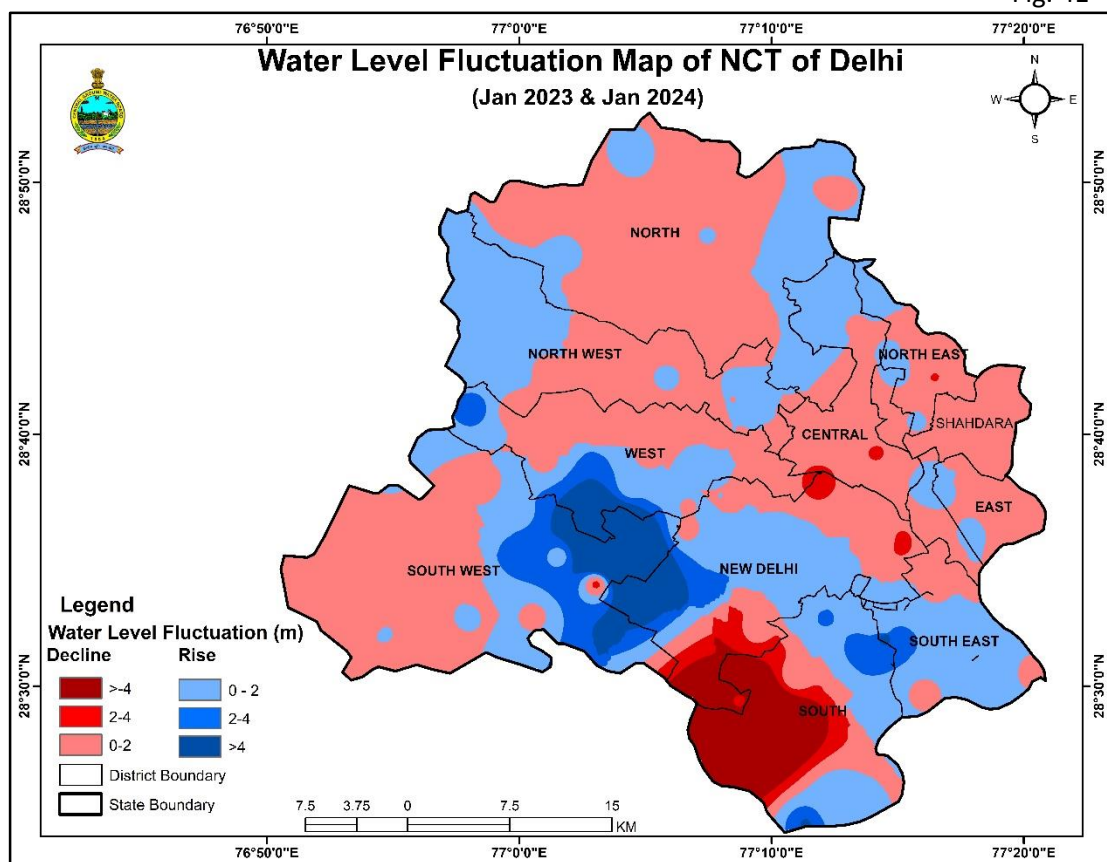 Fig. 12
76°50'0"E 77°0'0"E 77°10'0"E 77°20'0"E
Water Level Fluctuation Map of NCT of Delhi
(Jan 2023 & Jan 2024)
N
W E
S
28°50'0"N 28°50'0"N
NORTH
NORTH WEST
NORTH EAST
28°40'0"N 28°40'0"N
CENTRAL
SHAHDARA
WEST
EAST
SOUTH WEST
NEW DELHI
SOUTH EAST
28°30'0"N 28°30'0"N
SOUTH
Legend
Water Level Fluctuation (m)
Decline Rise
>-4 0 - 2
2-4 2-4
0-2 >4
District Boundary
State Boundary
7.5 3.75 0 7.5 15
KM
76°50'0"E 77°0'0"E 77°10'0"E 77°20'0"E